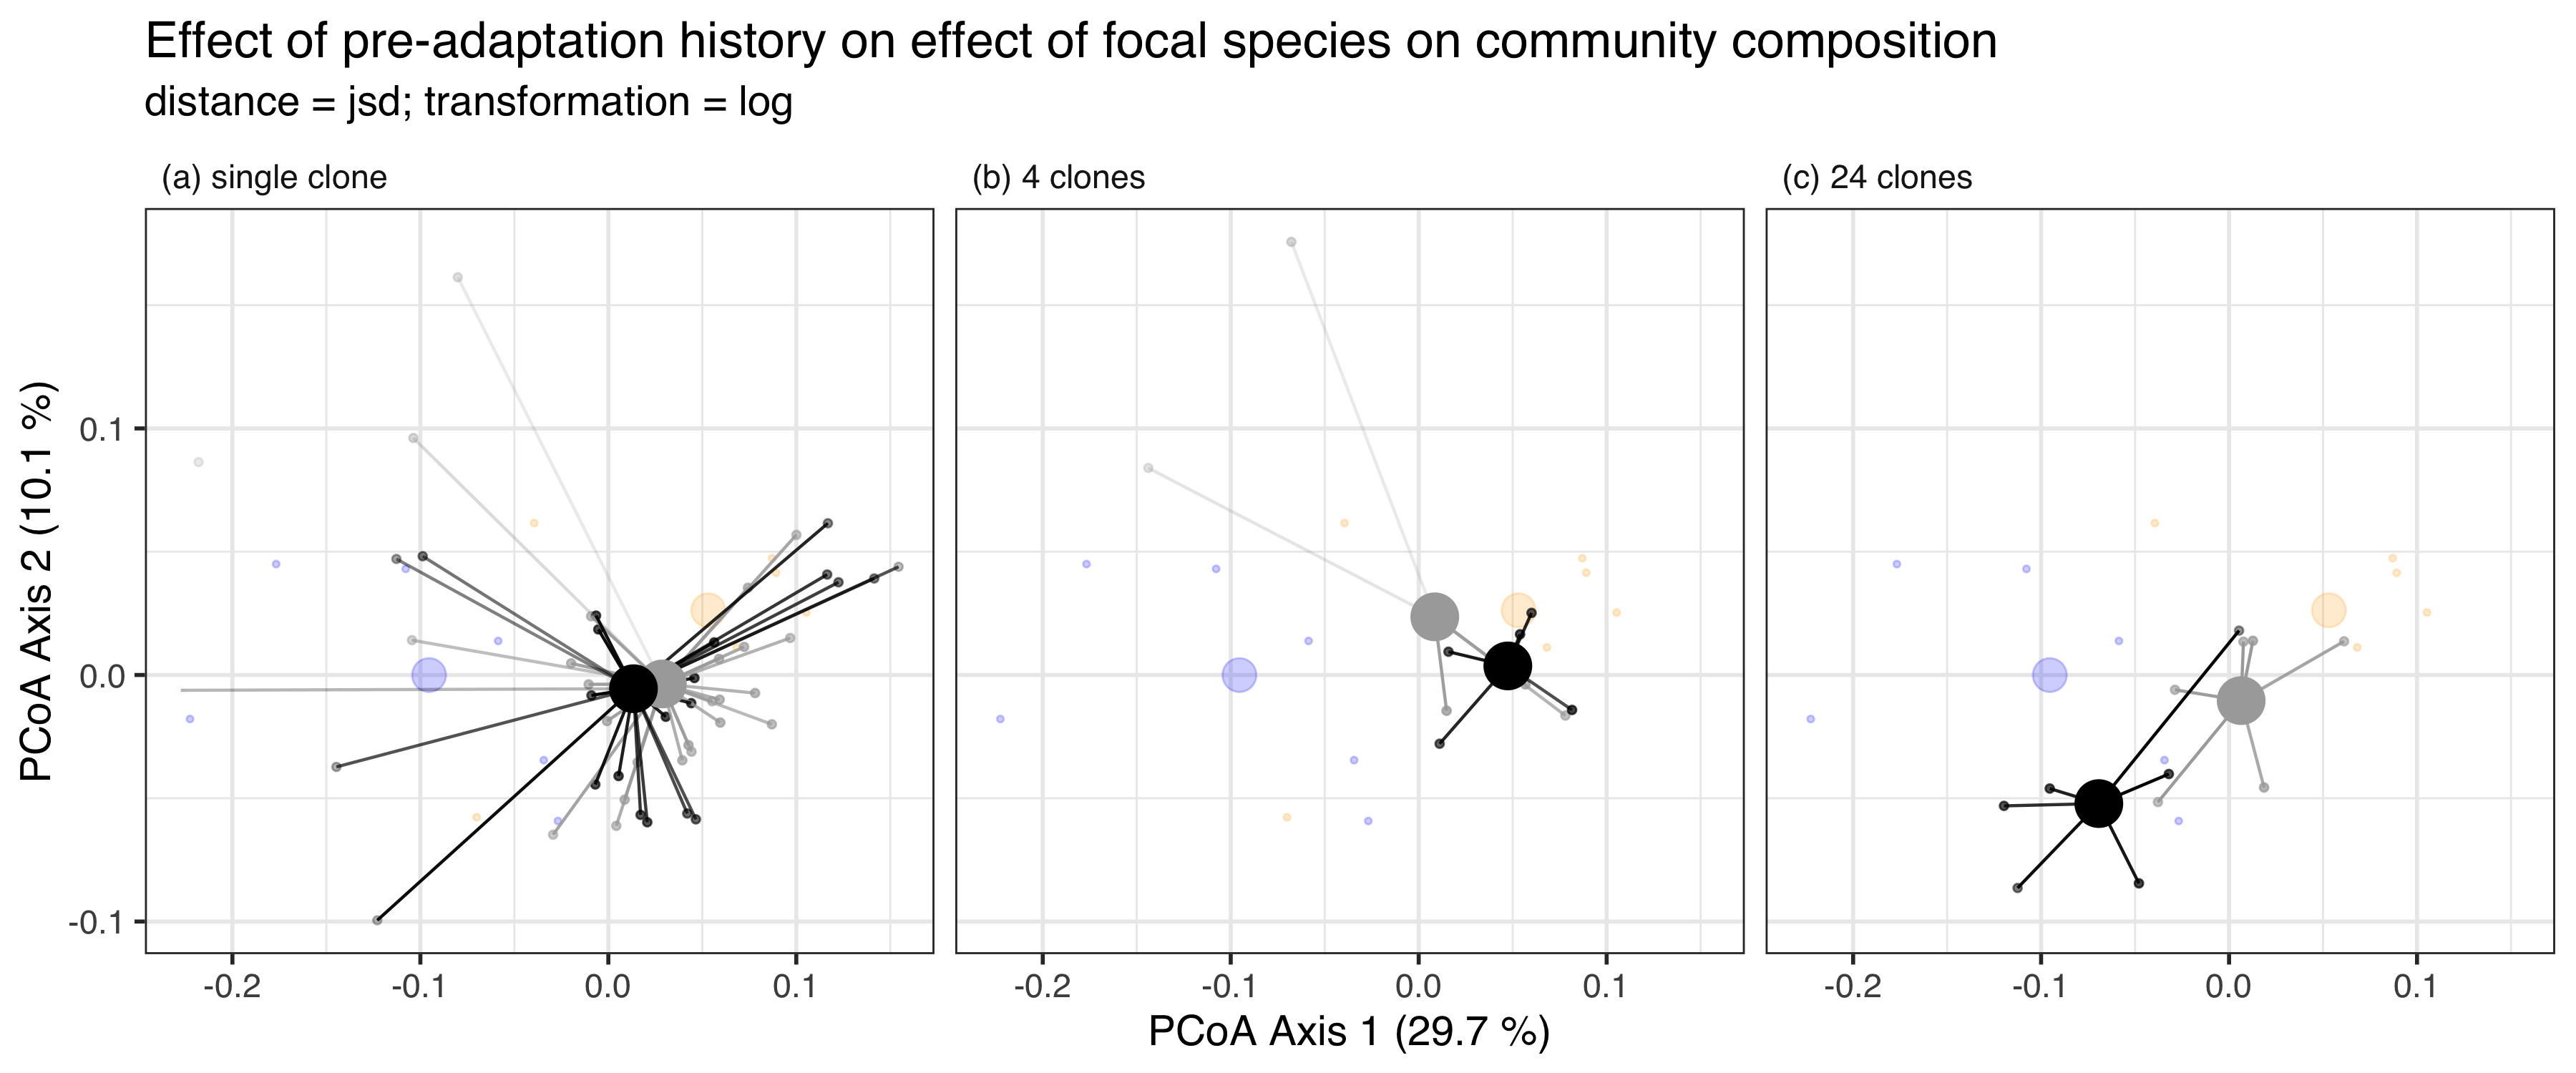 Effect of pre-adaptation history on effect of focal species on community composition
distance = jsd; transformation = log
(a) single clone
(b) 4 clones
(c) 24 clones
PCoA Axis 2 (10.1 %)
0.1
0.0
-0.1
-0.2 -0.1 0.0 0.1
-0.2 -0.1 0.0 0.1
-0.2 -0.1 0.0 0.1
PCoA Axis 1 (29.7 %)